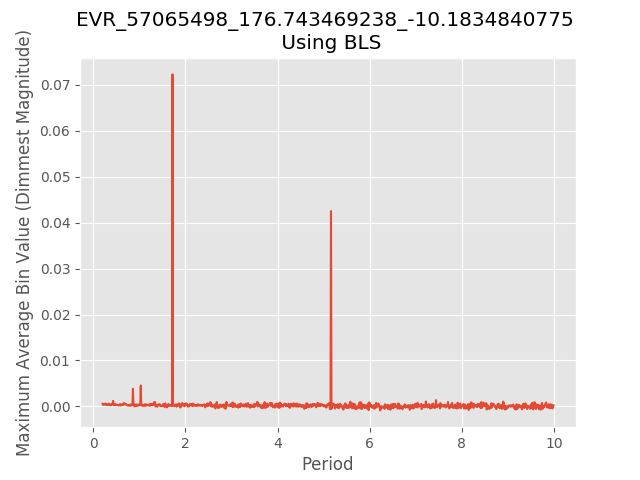 EVR_57065498_176.743469238_-10.1834840775
Using BLS
Maximum Average Bin Value (Dimmest Magnitude)
0.07
0.06
0.05
0.04
0.03
0.02
0.01
0.00
0 2 4 6 8 10
Period